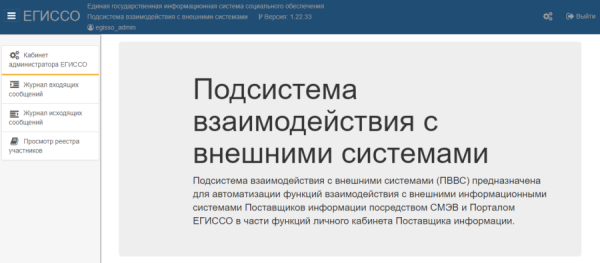 ЕГИССО
Единая государственная информационная система социального обеспечения
Подсистема взаимодействия с внешними системами Версия: 1.22.33
egisso_admin
Выйти
Кабинет
администратора ЕГИССО
Журнал входящих
сообщений
Журнал исходящих
сообщений
Просмотр реестра
участников
Подсистема
взаимодействия с
внешними системами
Подсистема взаимодействия с внешними системами (ПВВС) предназначена
для автоматизации функций взаимодействия с внешними информационными
системами Поставщиков информации посредством СМЭВ и Порталом
ЕГИССО в части функций личного кабинета Поставщика информации.